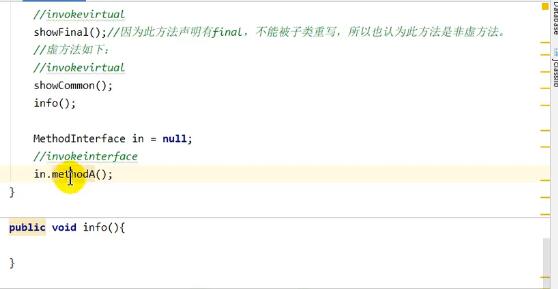 //invokevirtual
showFinal();//因为此方法声明有final，不能被子类重写，所以也认为此方法是非虚方法。
//虚方法如下：
//invokevirtual
showCommon();
info();
MethodInterface in = null;
//invokeinterface
in.methodA();
}
public void info(){
}
Database
jclasslib